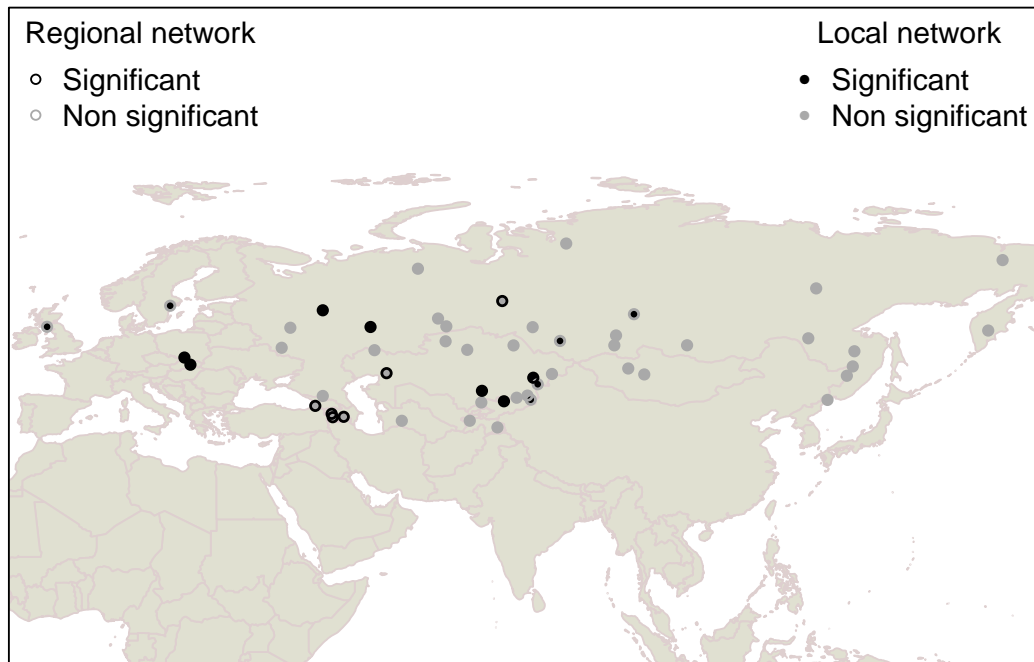 Regional network
Significant
Non significant
Local network
Significant
Non significant